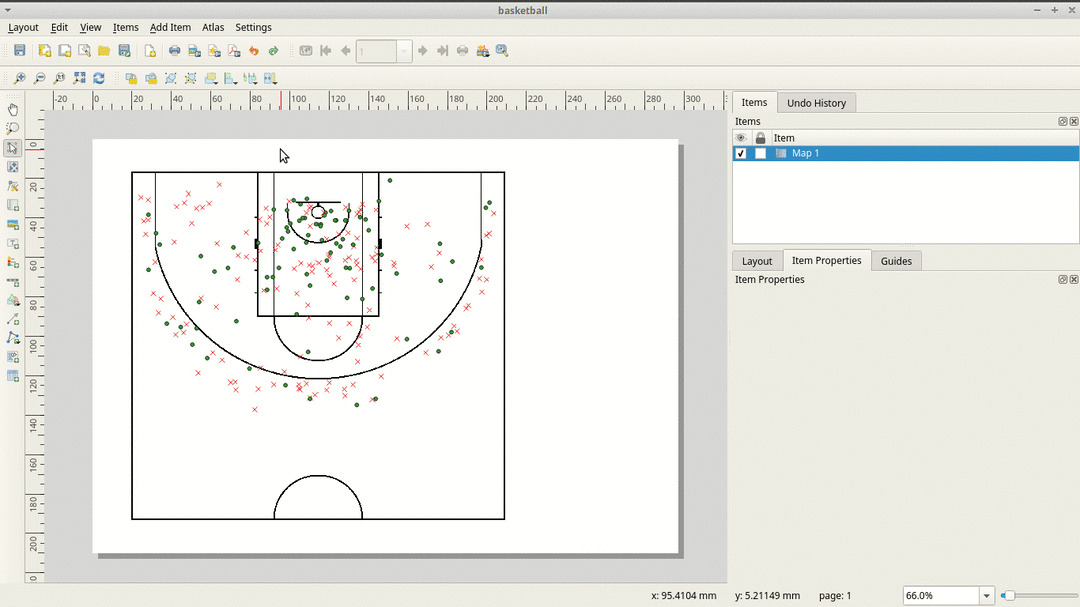 basketball
Layout Edit View Items Add Item Atlas Settings
1
-20 0 20 40 60 80 100 120 140 160 180 200 220 240 260 280 300
0
20
40
60
80
100
120
140
160
180
200
0
Items Undo History
Items
Item
Map 1
Layout Item Properties Guides
Item Properties
x: 95.4104 mm y: 5.21149 mm page: 1 66.0%